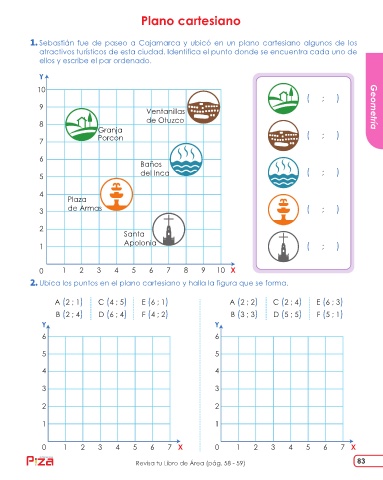 Plano cartesiano
1. Sebastián fue de paseo a Cajamarca y ubicó en un plano cartesiano algunos de los
atractivos turísticos de esta ciudad. Identifica el punto donde se encuentra cada uno de
ellos y escribe el par ordenado.
Y
10
9
8
7
6
5
4
3
2
1
0 1 2 3 4 5 6 7 8 9 10 X
Ventanillas
de Otuzco
Granja
Porcon
Baños
del Inca
Plaza
de Armas
Santa
Apolonia
( ; )
( ; )
( ; )
( ; )
( ; )
Geometría
2. Ubica los puntos en el plano cartesiano y halla la figura que se forma.
A (2 ; 1) C (4 ; 5) E (6 ; 1)
B (2 ; 4) D (6 ; 4) F (4 ; 2)
A (2 ; 2) C (2 ; 4) E (6 ; 3)
B (3 ; 3) D (5 ; 5) F (5 ; 1)
Y
6
5
4
3
2
1
0 1 2 3 4 5 6 7 X
Y
6
5
4
3
2
1
0 1 2 3 4 5 6 7 X
Revisa tu Libro de Área (pág. 58 - 59)
83